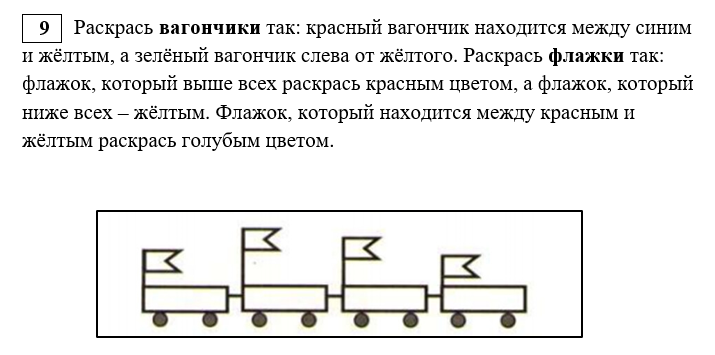 9 Раскрась вагончики так: красный вагончик находится между синим
и жёлтым, а зелёный вагончик слева от жёлтого. Раскрась флажки так:
флажок, который выше всех раскрась красным цветом, а флажок, который
ниже всех – жёлтым. Флажок, который находится между красным и
жёлтым раскрась голубым цветом.